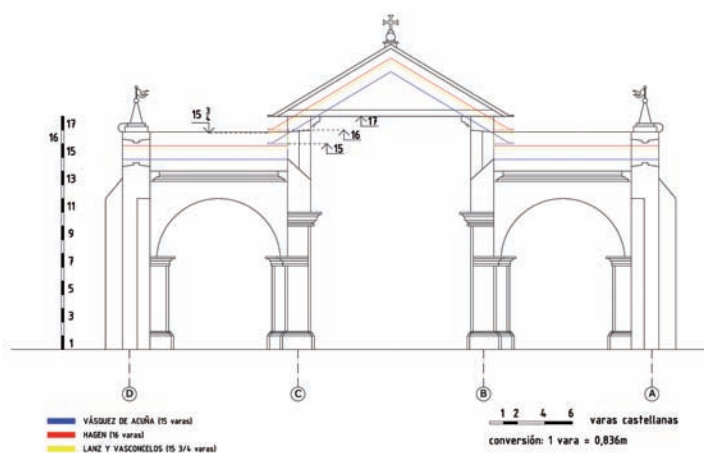 17
16
15
13
11
9
7
5
3
1
15 3/4
17
16
15
D
C
B
A
VÁSQUEZ DE ACUÑA (15 varas)
HAGEN (16 varas)
LANZ Y VASCONCELOS (15 3/4 varas)
1 2 4 6 varas castellanas
conversión: 1 vara = 0,836m